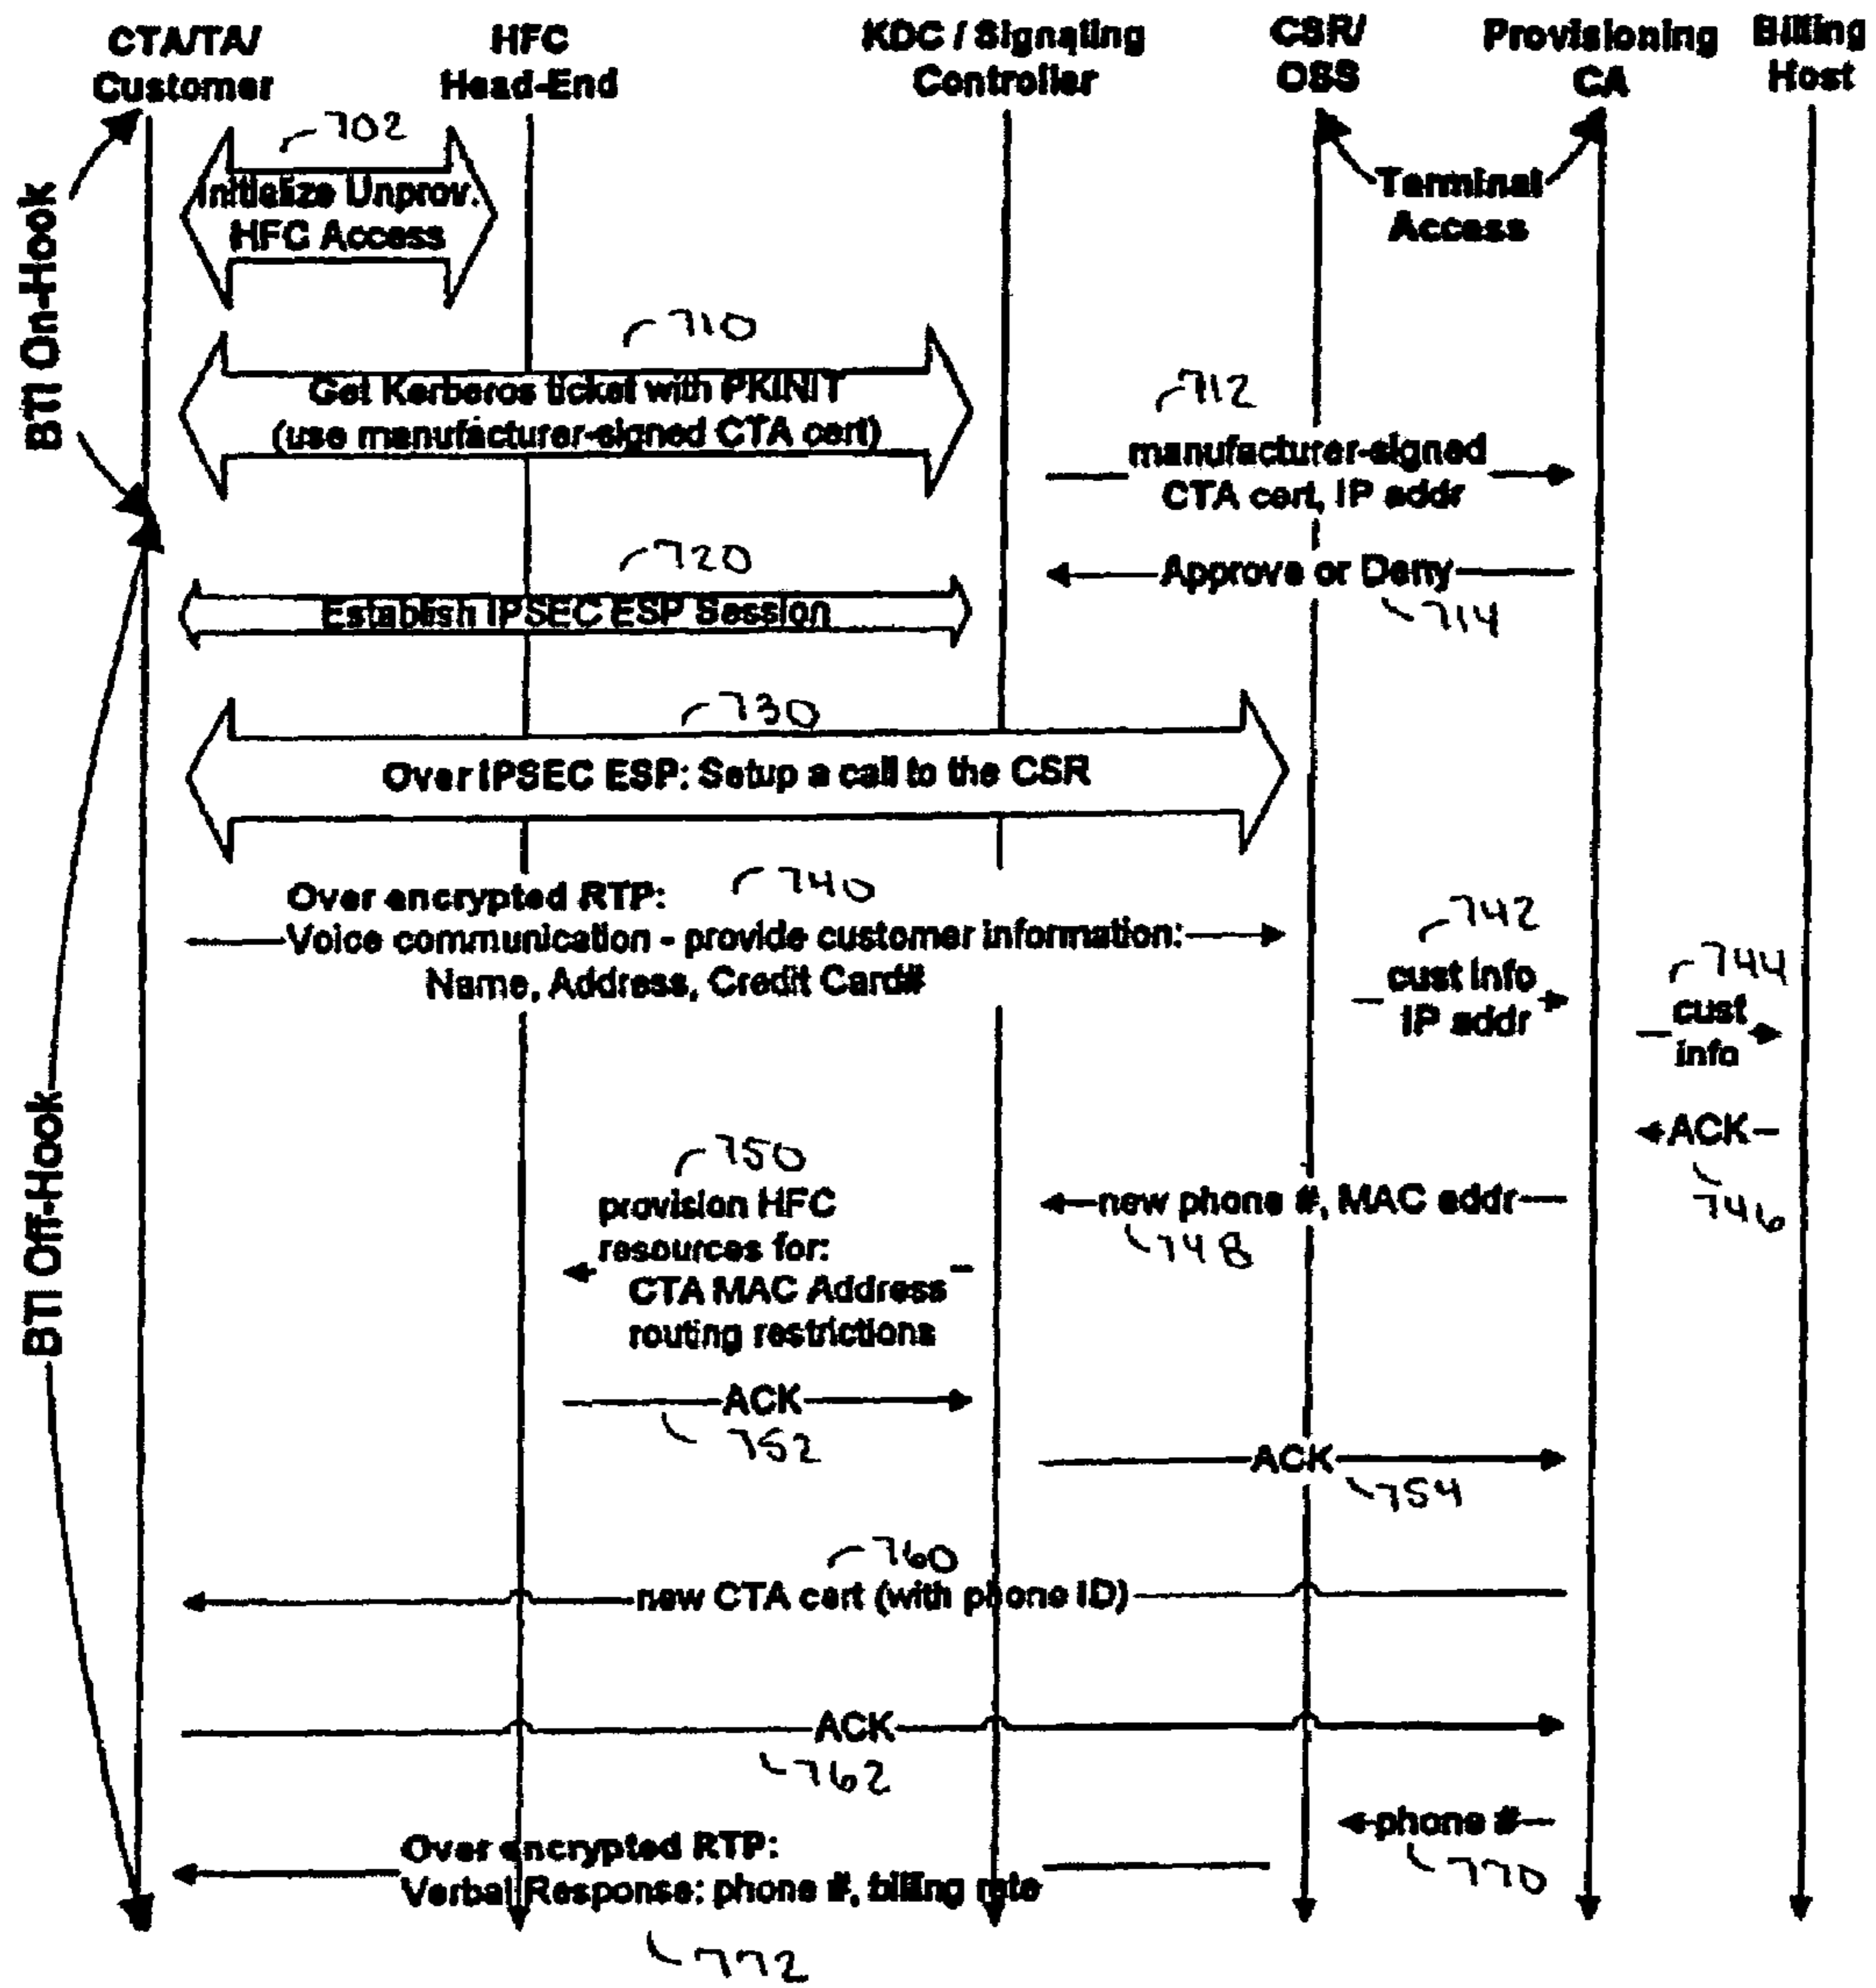 CTA/TA/
Customer
HFC
Head-End
KDC / Signaling
Controller
CSR/
OSS
Provisioning
CA
Billing
Host
702
Initialize Unprov.
HFC Access
Terminal
Access
BTI On-Hook
710
Get Kerberos ticket with PKINIT
(use manufacturer-signed CTA cert)
712
manufacturer-signed
CTA cert, IP addr
720
Establish IPSEC ESP Session
Approve or Deny
714
730
Over IPSEC ESP: Setup a call to the CSR
740
Over encrypted RTP:
Voice communication - provide customer information:
Name, Address, Credit Card#
742
cust info
IP addr
744
cust
info
ACK
746
BTI Off-Hook
new phone #, MAC addr
748
750
provision HFC
resources for:
CTA MAC Address
routing restrictions
ACK
752
ACK
754
760
new CTA cert (with phone ID)
ACK
762
phone #
770
Over encrypted RTP:
Verbal Response: phone #, billing rate
772